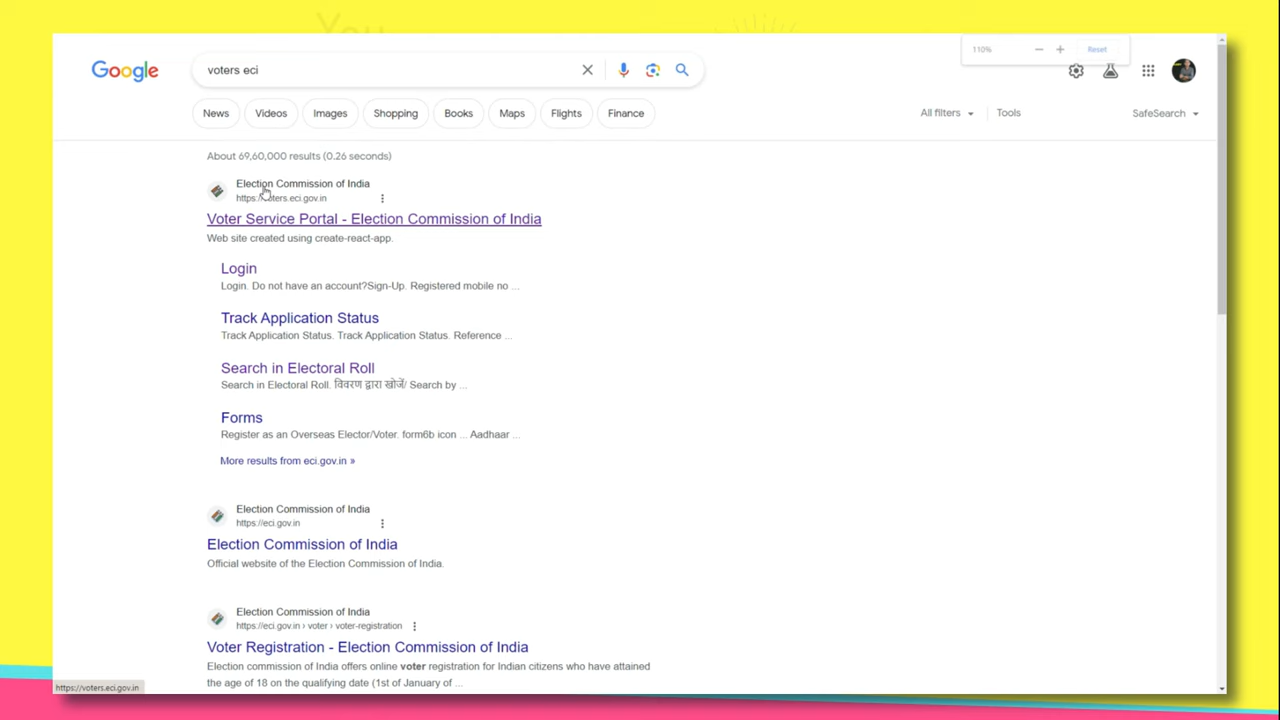 You
110%
Reset
Google
voters eci
News
Videos
Images
Shopping
Books
Maps
Flights
Finance
All filters
Tools
SafeSearch
About 69,60,000 results (0.26 seconds)
Election Commission of India
https://voters.eci.gov.in
Voter Service Portal - Election Commission of India
Web site created using create-react-app.
Login
Login. Do not have an account?Sign-Up. Registered mobile no ...
Track Application Status
Track Application Status. Track Application Status. Reference ...
Search in Electoral Roll
Search in Electoral Roll. विवरण द्वारा खोजें/ Search by ...
Forms
Register as an Overseas Elector/Voter. form6b icon ... Aadhaar ...
More results from eci.gov.in »
Election Commission of India
https://eci.gov.in
Election Commission of India
Official website of the Election Commission of India.
Election Commission of India
https://eci.gov.in › voter › voter-registration
Voter Registration - Election Commission of India
Election commission of India offers online voter registration for Indian citizens who have attained
the age of 18 on the qualifying date (1st of January of ...
https://voters.eci.gov.in